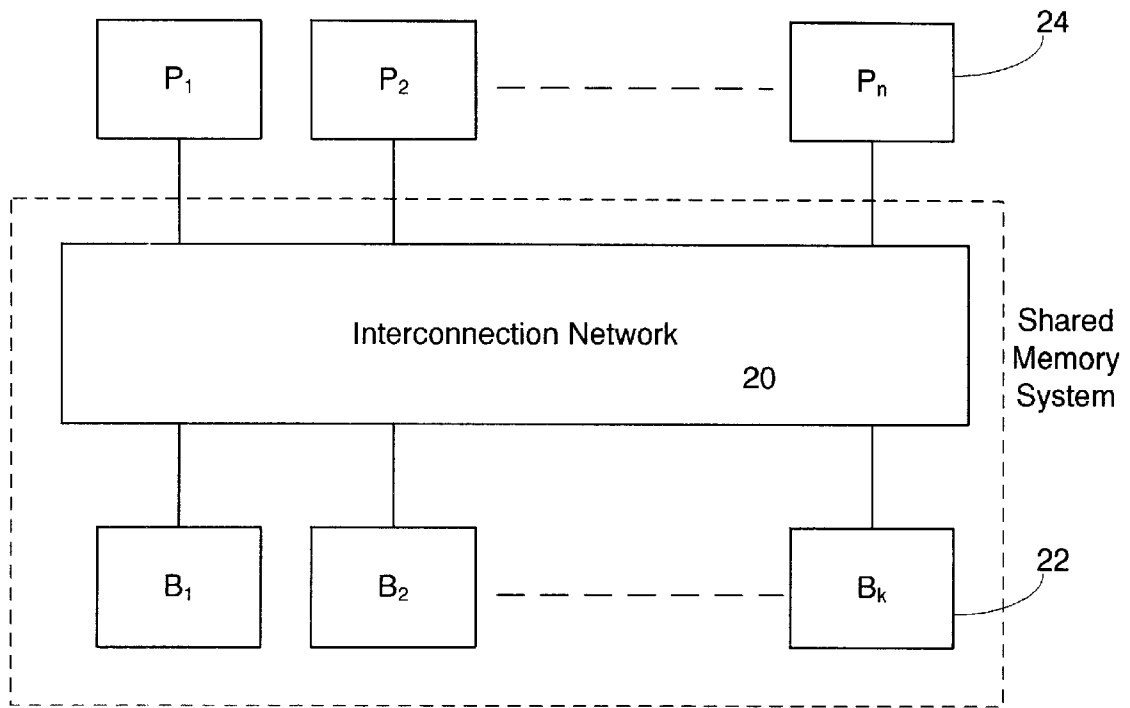 24
P₁
P₂
Pₙ
Interconnection Network
20
Shared
Memory
System
B₁
B₂
Bₖ
22